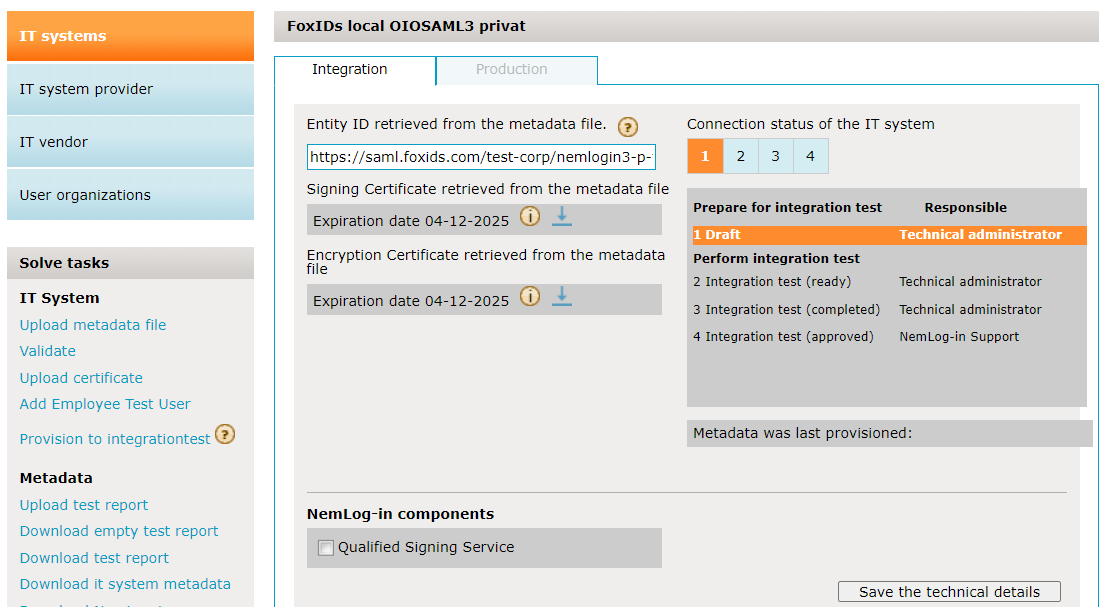 IT systems
IT system provider
IT vendor
User organizations
Solve tasks
IT System
Upload metadata file
Validate
Upload certificate
Add Employee Test User
Provision to integrationtest ?
Metadata
Upload test report
Download empty test report
Download test report
Download it system metadata
FoxIDs local OIOSAML3 privat
Integration
Production
Entity ID retrieved from the metadata file. ?
https://saml.foxids.com/test-corp/nemlogin3-p-
Signing Certificate retrieved from the metadata file
Expiration date 04-12-2025 i
Encryption Certificate retrieved from the metadata
file
Expiration date 04-12-2025 i
Connection status of the IT system
1 2 3 4
Prepare for integration test Responsible
1 Draft Technical administrator
Perform integration test
2 Integration test (ready) Technical administrator
3 Integration test (completed) Technical administrator
4 Integration test (approved) NemLog-in Support
Metadata was last provisioned:
NemLog-in components
Qualified Signing Service
Save the technical details